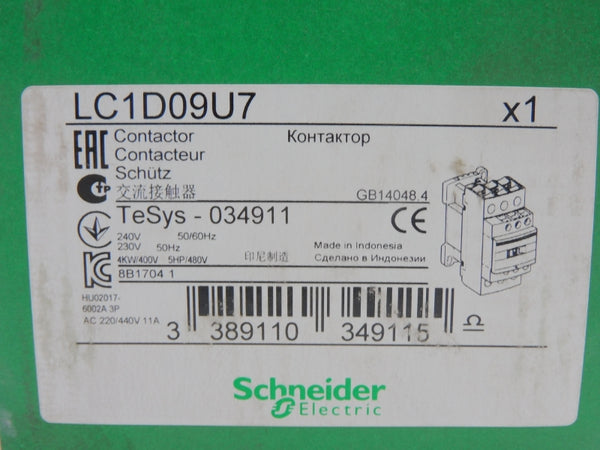 LC1D09U7 x1
EAC Contactor Контактор
Contacteur
Schütz
交流接触器 GB14048.4
TeSys - 034911 CE
240V 50/60Hz
230V 50Hz Made in Indonesia
4KW/400V 5HP/480V 印尼制造 Сделано в Индонезии
8B1704 1
HU02017-
6002A 3P
AC 220/440V 11A
3 389110 349115
Schneider
Electric